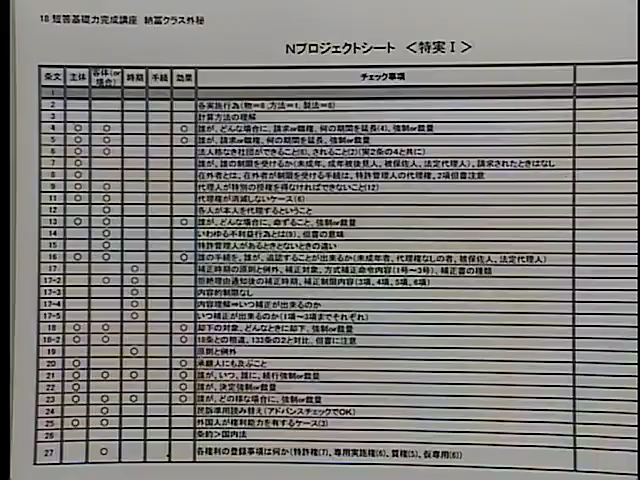 18 短答基礎力完成講座 納冨クラス外秘
Nプロジェクトシート <特実Ⅰ>
条文 主体 客体(or場合) 時期 手続 効果 チェック事項
1
2 各実施行為(物=8、方法=1、製法=6)
3 計算方法の理解
4 ○ ○ ○ 誰が、どんな場合に、請求or職権、何の期間を延長(4)、強制or裁量
5 ○ ○ ○ 誰が、請求or職権、何の期間を延長、強制or裁量
6 ○ ○ 法人格なき社団ができること(5)、されること(2)(実2条の4と共に)
7 ○ 誰が、誰の制限を受けるか(未成年、成年被後見人、被保佐人、法定代理人)、請求されたときはなし
8 ○ 在外者とは、在外者が制限を受ける手続は、特許管理人の代理権、2項但書注意
9 ○ ○ 代理人が特別の授権を得なければできないこと(12)
11 ○ ○ 代理権が消滅しないケース(6)
12 ○ 各人が本人を代理するということ
13 ○ ○ ○ 誰が、どんな場合に、命ずること、強制or裁量
14 ○ いわゆる不利益行為とは(9)、但書の意味
15 ○ 特許管理人があるときとないときの違い
16 ○ ○ ○ 誰の手続を、誰が、追認することが出来るか(未成年者、代理権なしの者、被保佐人、法定代理人)
17 ○ 補正時期の原則と例外、補正対象、方式補正命令内容(1号〜3号)、補正書の種類
17-2 ○ ○ 拒絶理由通知後の補正時期、補正制限内容(3項、4項、5項、6項)
17-3 ○ 内容的制限なし
17-4 ○ 内容理解⇒いつ補正が出来るのか
17-5 ○ いつ補正が出来るのか(1項〜3項までそれぞれ)
18 ○ ○ ○ 却下の対象、どんなときに却下、強制or裁量
18-2 ○ ○ ○ 18条との相違、133条の2と対比、但書に注意
19 ○ 原則と例外
20 ○ ○ 承継人にも及ぶこと
21 ○ ○ ○ ○ 誰が、いつ、誰に、続行強制or裁量
22 ○ ○ 誰が、決定強制or裁量
23 ○ ○ ○ ○ 誰が、どの様な場合に、強制or裁量
24 ○ 民訴準用読み替え(アドバンスチェックでOK)
25 ○ ○ 外国人が権利能力を有するケース(3)
26 条約>国内法
27 ○ 各権利の登録事項は何か(特許権(7)、専用実施権(6)、質権(5)、仮専用(6))